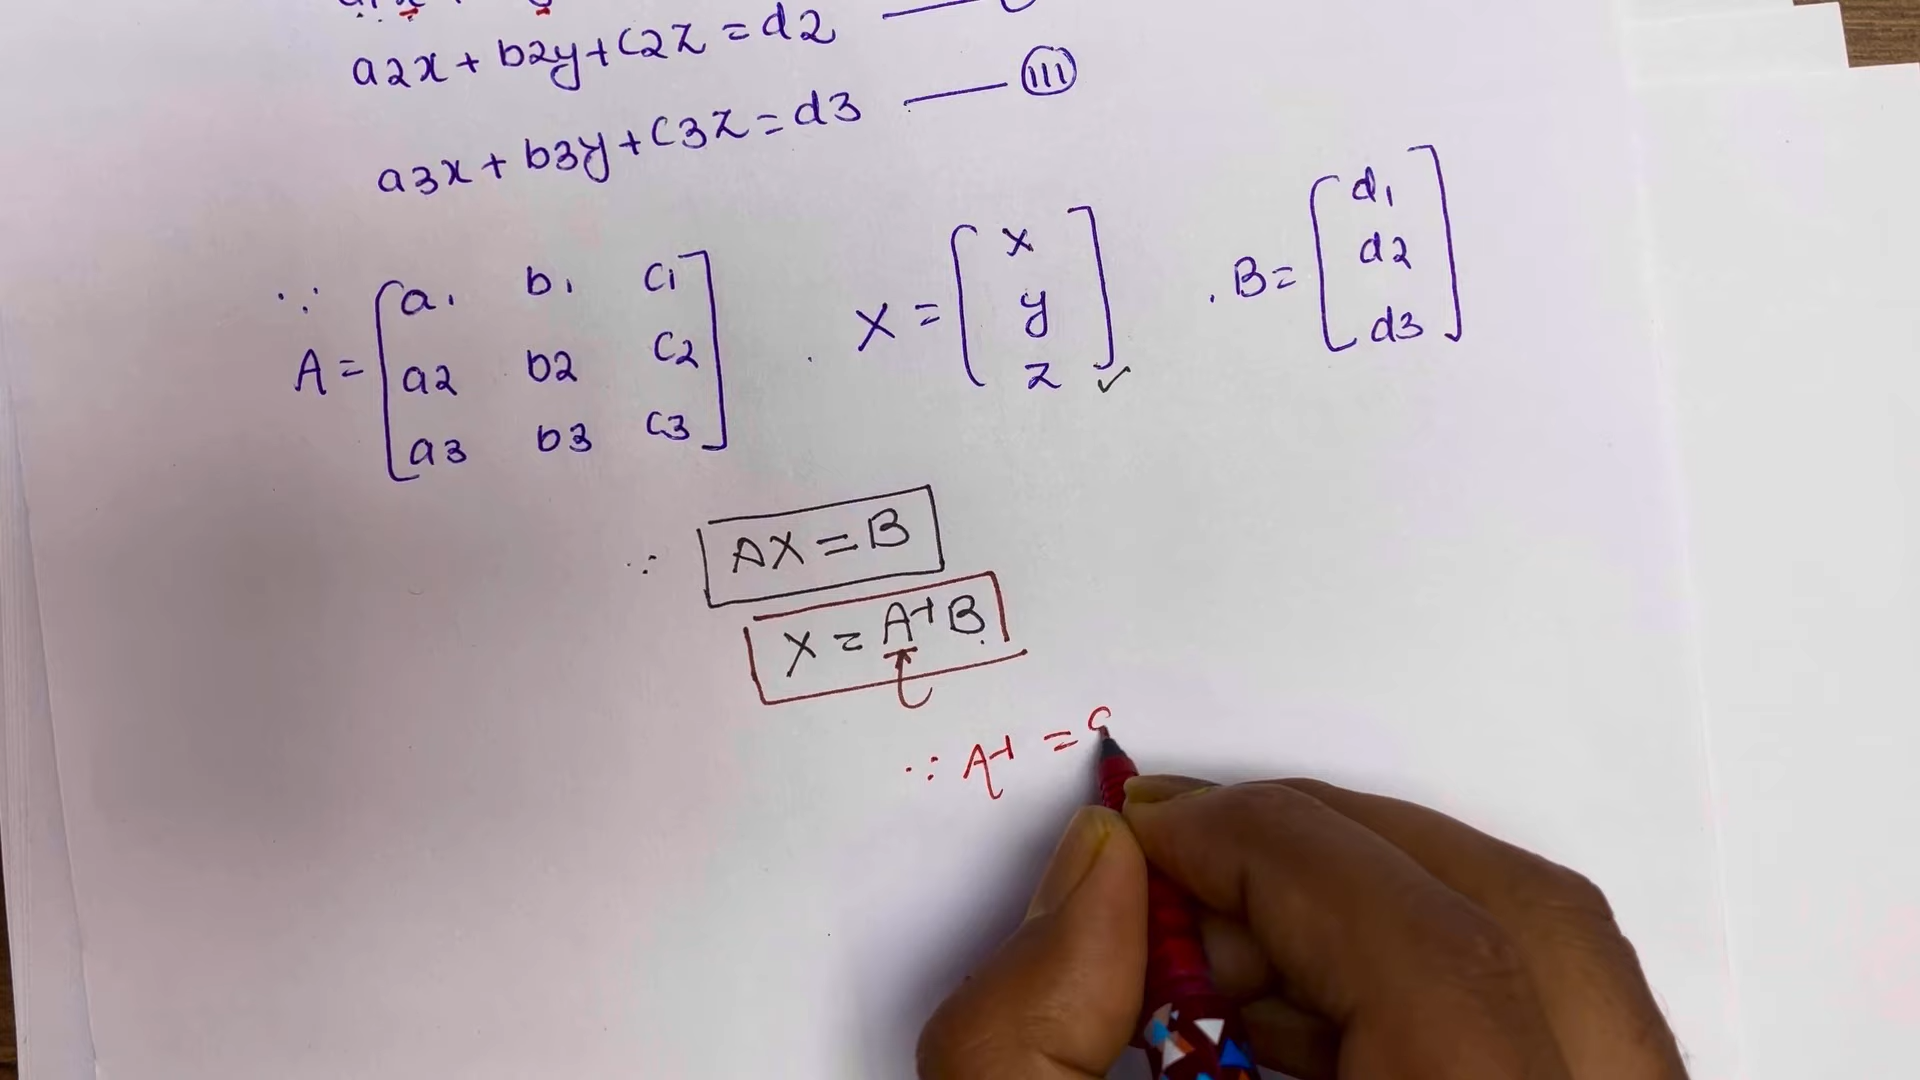 a2x + b2y + c2z = d2
a3x + b3y + c3z = d3 — (III)
∵ A = [a1 b1 c1
a2 b2 c2
a3 b3 c3]
X = [x
y
z] ✓
B = [d1
d2
d3]
∵ AX = B
X = A-1 B
∵ A-1 =